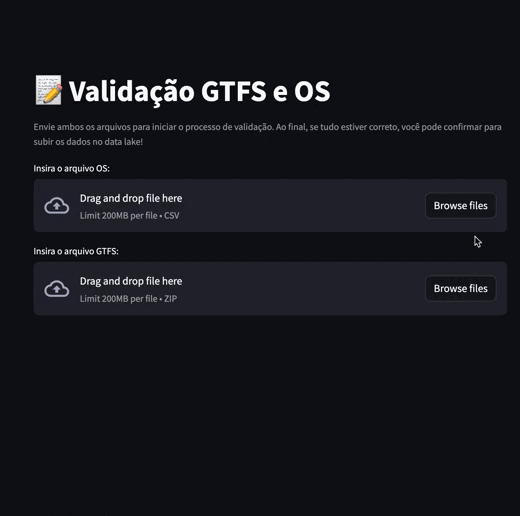 Validação GTFS e OS
Envie ambos os arquivos para iniciar o processo de validação. Ao final, se tudo estiver correto, você pode confirmar para
subir os dados no data lake!
Insira o arquivo OS:
Drag and drop file here
Limit 200MB per file • CSV
Browse files
Insira o arquivo GTFS:
Drag and drop file here
Limit 200MB per file • ZIP
Browse files